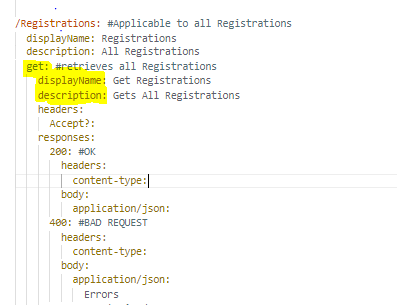 /Registrations: #Applicable to all Registrations
displayName: Registrations
description: All Registrations
get: #retrieves all Registrations
displayName: Get Registrations
description: Gets All Registrations
headers:
Accept?:
responses:
200: #OK
headers:
content-type:
body:
application/json:
400: #BAD REQUEST
headers:
content-type:
body:
application/json:
Errors